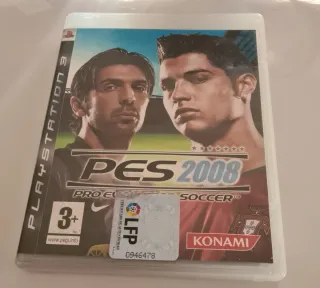 PLAYSTATION 3
PES 2008
PRO EVOLUTION SOCCER
3+
www.pegi.info
LFP
0946478
KONAMI